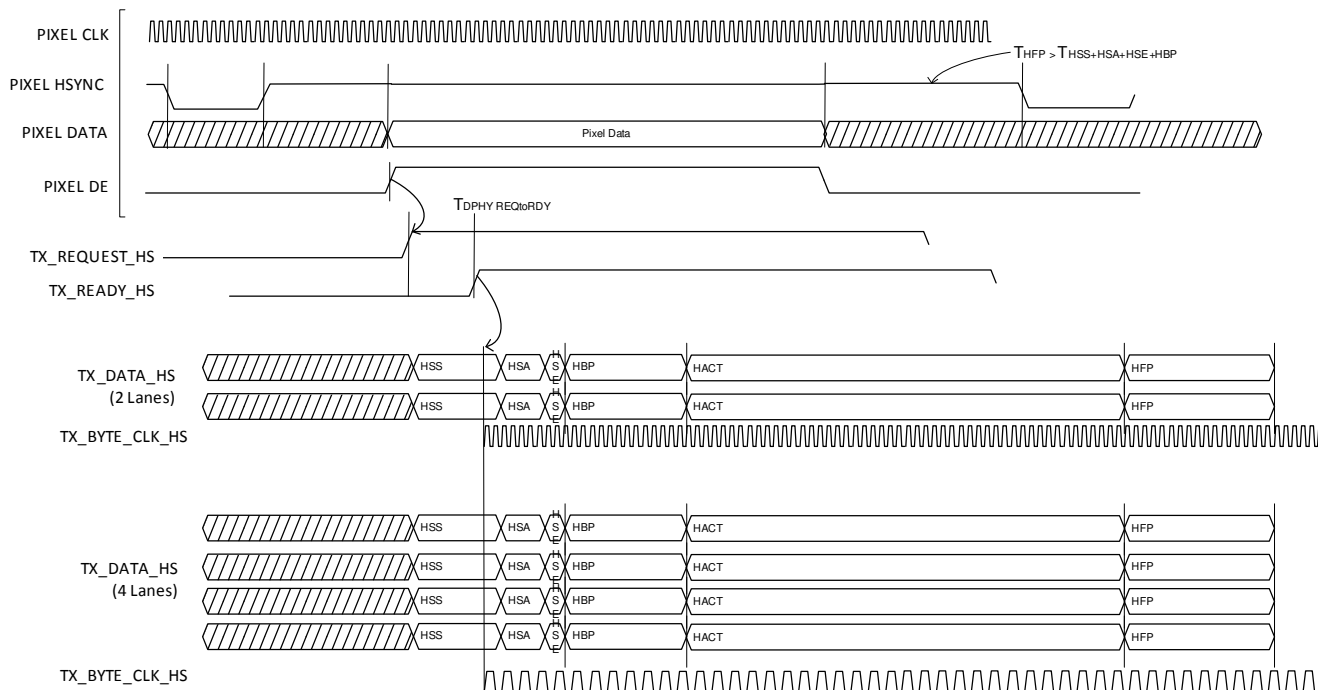 PIXEL CLK
THFP > THSS+HSA+HSE+HBP
PIXEL HSYNC
PIXEL DATA
Pixel Data
PIXEL DE
TDPHY REQtoRDY
TX_REQUEST_HS
TX_READY_HS
HSS HSA HSE HBP HACT HFP
TX_DATA_HS
(2 Lanes)
HSS HSA HSE HBP HACT HFP
TX_BYTE_CLK_HS
HSS HSA HSE HBP HACT HFP
HSS HSA HSE HBP HACT HFP
TX_DATA_HS
(4 Lanes)
HSS HSA HSE HBP HACT HFP
HSS HSA HSE HBP HACT HFP
TX_BYTE_CLK_HS